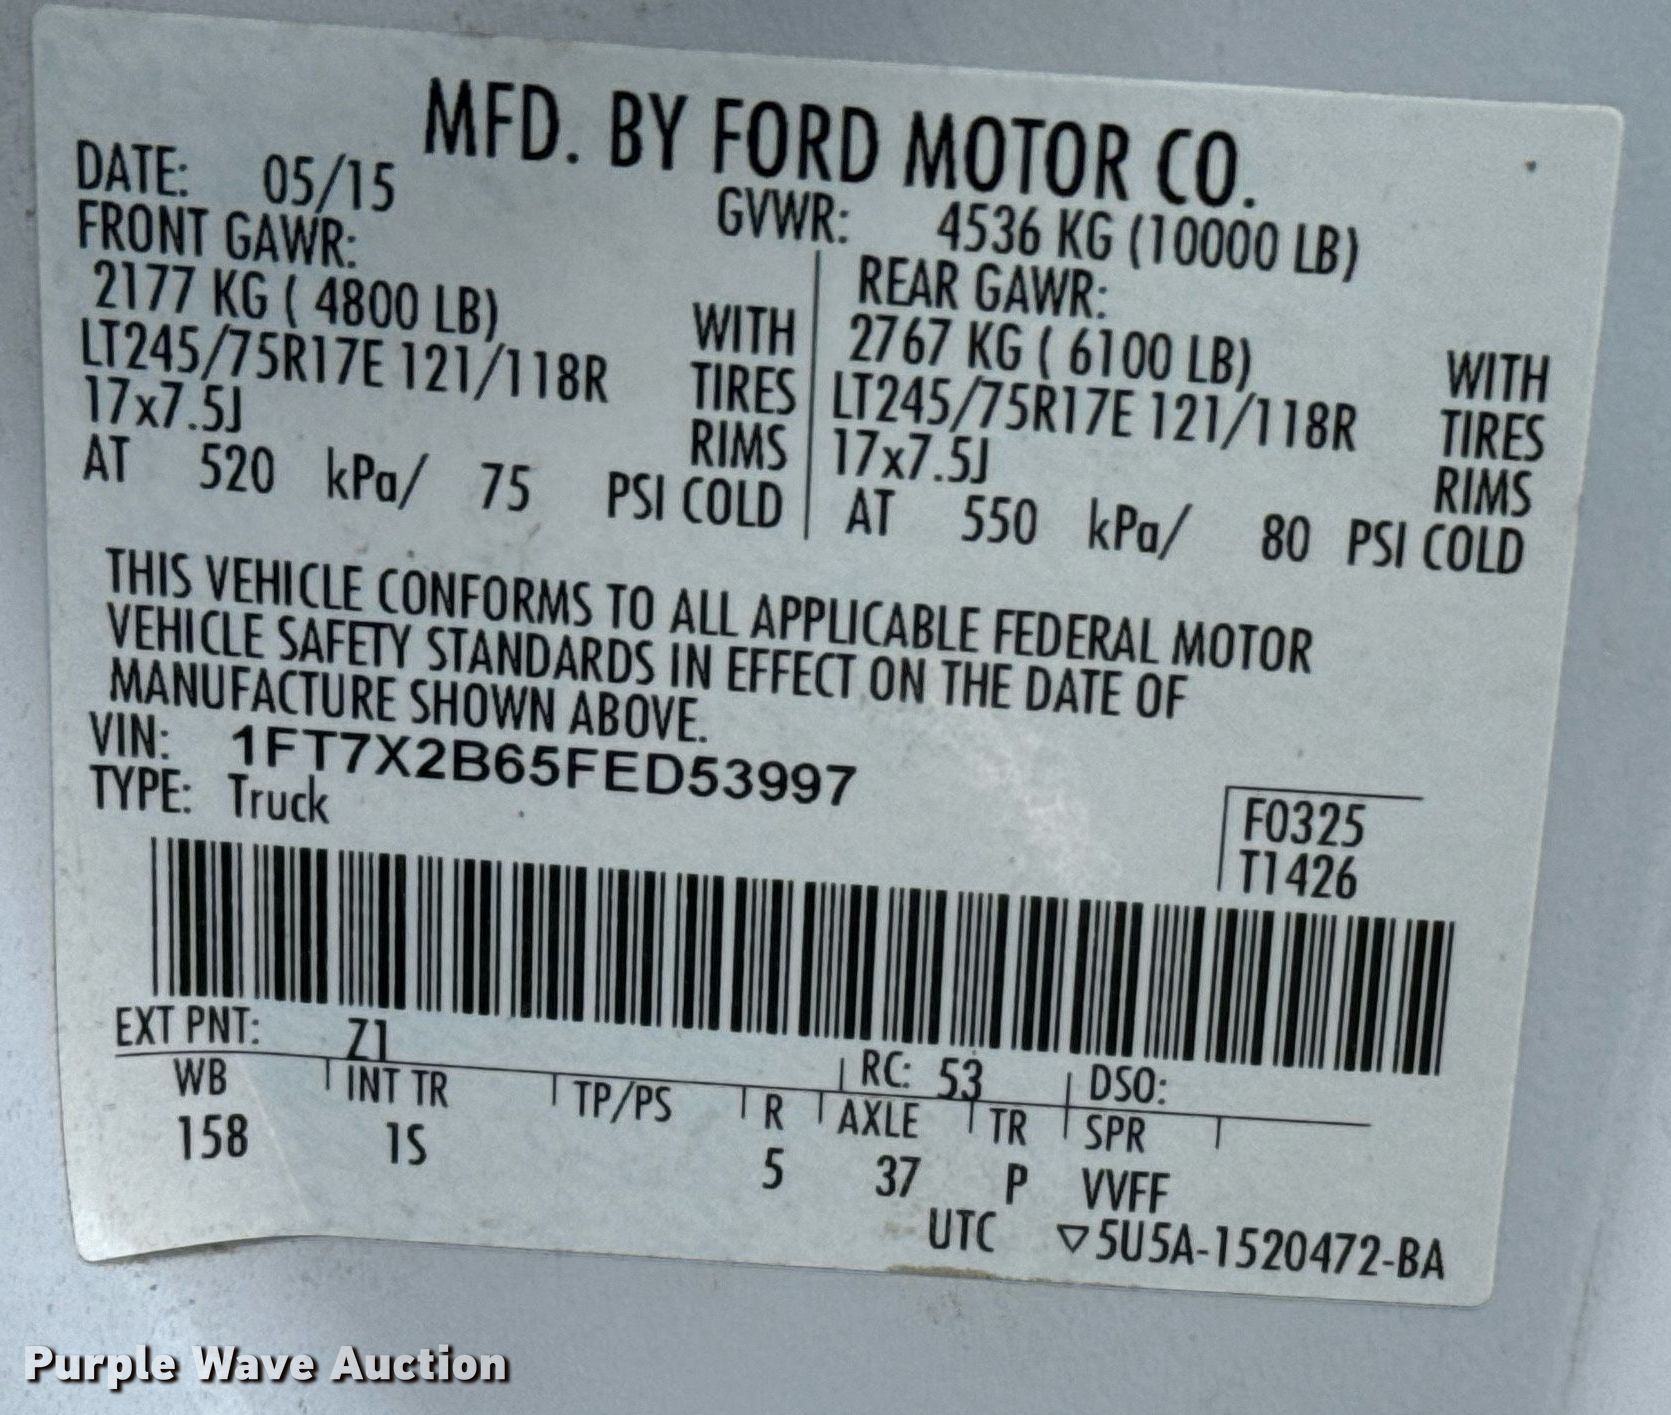 MFD. BY FORD MOTOR CO.
DATE: 05/15
GVWR: 4536 KG (10000 LB)
FRONT GAWR:
2177 KG ( 4800 LB) WITH
LT245/75R17E 121/118R TIRES
17x7.5J RIMS
AT 520 kPa/ 75 PSI COLD
REAR GAWR:
2767 KG ( 6100 LB) WITH
LT245/75R17E 121/118R TIRES
17x7.5J RIMS
AT 550 kPa/ 80 PSI COLD
THIS VEHICLE CONFORMS TO ALL APPLICABLE FEDERAL MOTOR
VEHICLE SAFETY STANDARDS IN EFFECT ON THE DATE OF
MANUFACTURE SHOWN ABOVE.
VIN: 1FT7X2B65FED53997
TYPE: Truck
F0325
T1426
EXT PNT: Z1 RC: 53 DSO:
WB INT TR TP/PS R AXLE TR SPR
158 1S 5 37 P VVFF
UTC ▽5U5A-1520472-BA
Purple Wave Auction